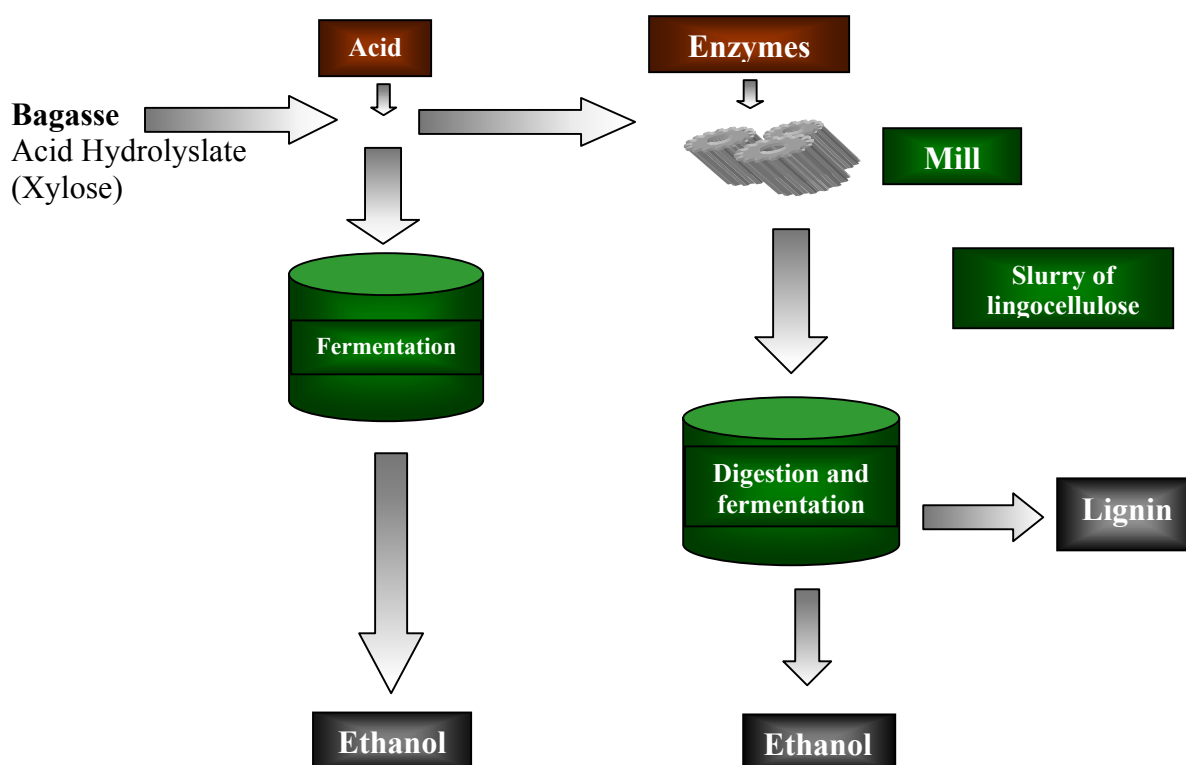 Acid
Enzymes
Bagasse
Acid Hydrolyslate
(Xylose)
Mill
Slurry of
lingocellulose
Fermentation
Digestion and
fermentation
Lignin
Ethanol
Ethanol